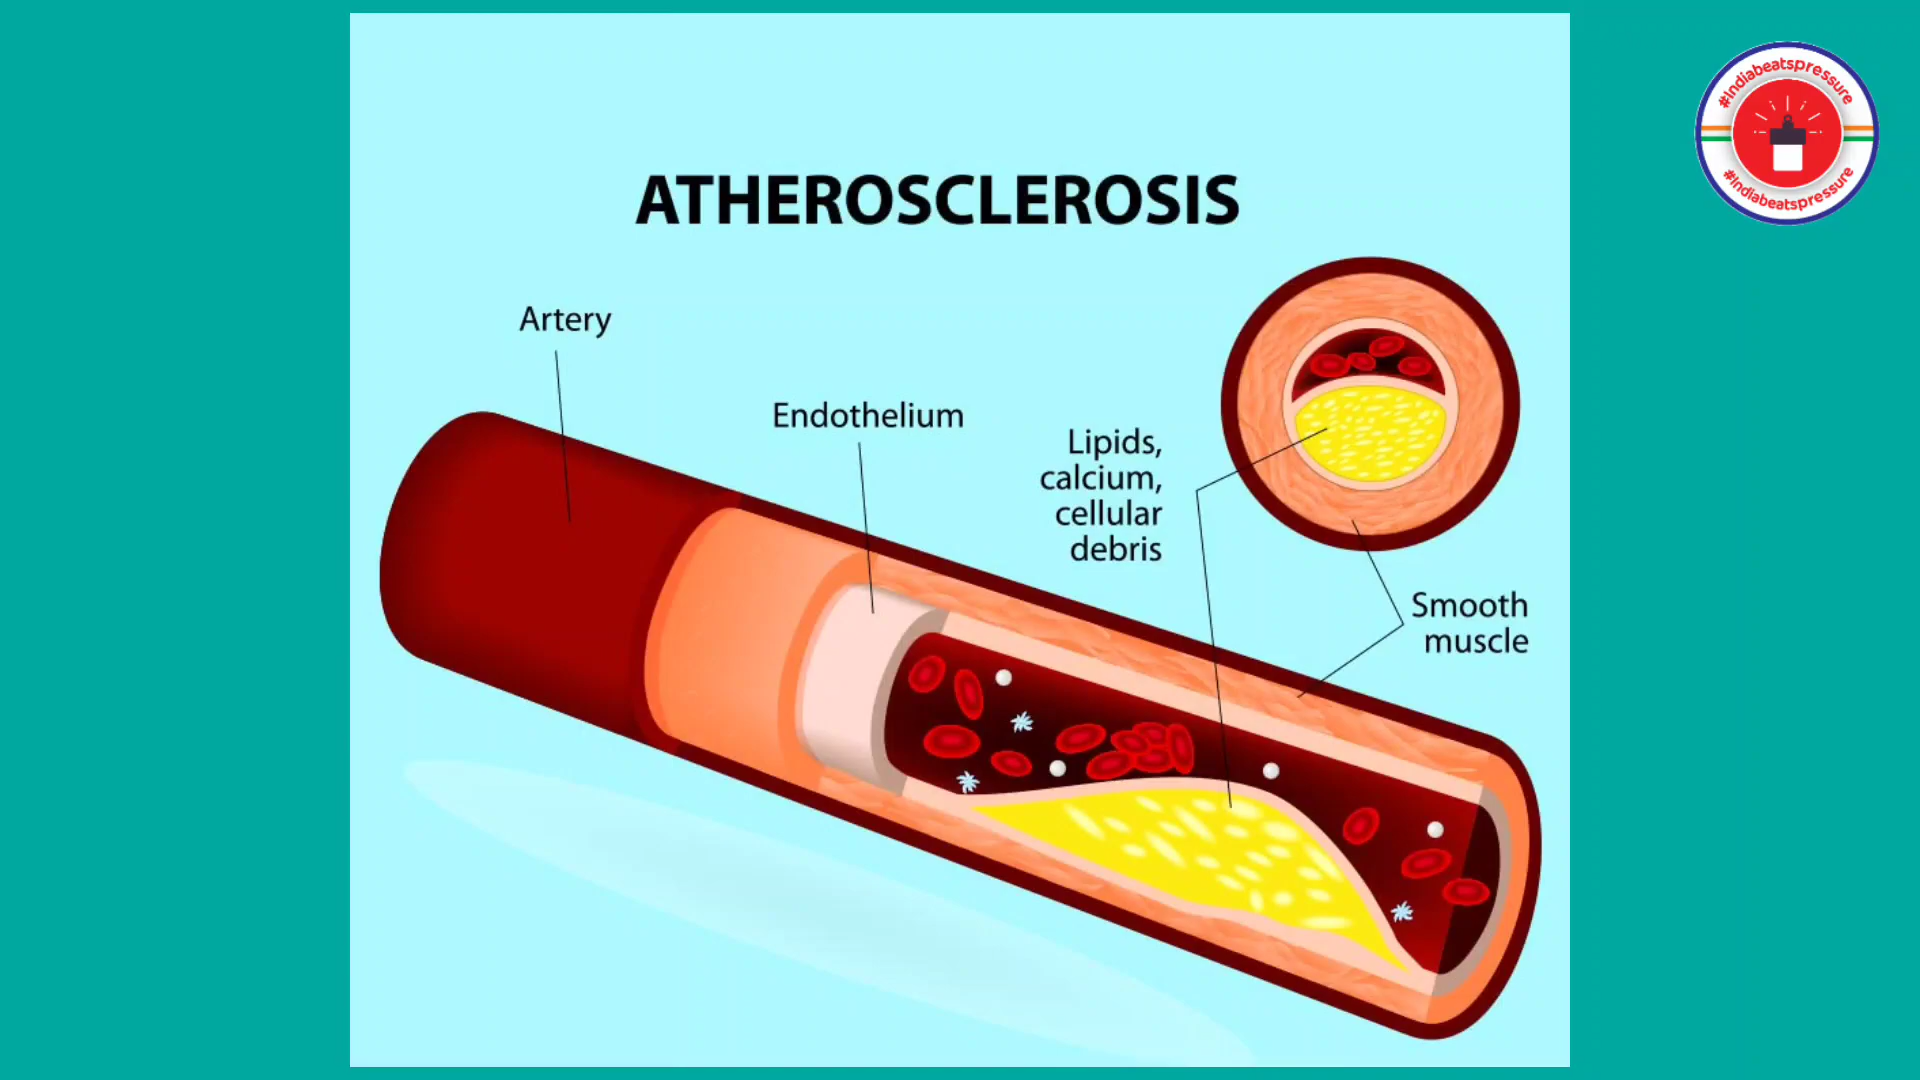 #Indiabeatspressure
#Indiabeatspressure
ATHEROSCLEROSIS
Artery
Endothelium
Lipids,
calcium,
cellular
debris
Smooth
muscle